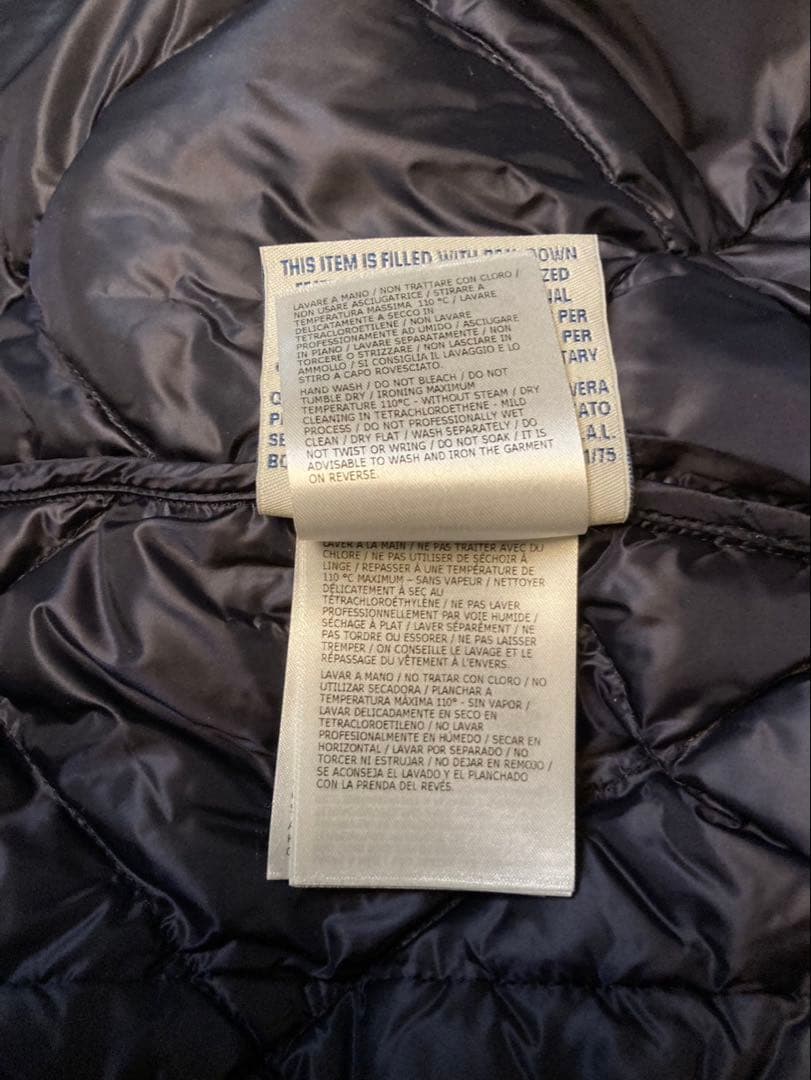 THIS ITEM IS FILLED WITH DOWN
ZED
PER
PER
TARY
VERA
A.L.
1/75
LAVARE A MANO / NON TRATTARE CON CLORO /
NON USARE ASCIUGATRICE / STIRARE A
TEMPERATURA MASSIMA 110 °C / LAVARE
DELICATAMENTE A SECCO IN
TETRACLOROETILENE / NON LAVARE
PROFESSIONALMENTE AD UMIDO / ASCIUGARE
IN PIANO / LAVARE SEPARATAMENTE / NON
TORCERE O STRIZZARE / NON LASCIARE IN
AMMOLLO / SI CONSIGLIA IL LAVAGGIO E LO
STIRO A CAPO ROVESCIATO.
HAND WASH / DO NOT BLEACH / DO NOT
TUMBLE DRY / IRONING MAXIMUM
TEMPERATURE 110°C - WITHOUT STEAM / DRY
CLEANING IN TETRACHLOROETHENE - MILD
PROCESS / DO NOT PROFESSIONALLY WET
CLEAN / DRY FLAT / WASH SEPARATELY / DO
NOT TWIST OR WRING / DO NOT SOAK / IT IS
ADVISABLE TO WASH AND IRON THE GARMENT
ON REVERSE.
LAVER A LA MAIN / NE PAS TRAITER AVEC DU
CHLORE / NE PAS UTILISER DE SÉCHOIR À
LINGE / REPASSER À UNE TEMPÉRATURE DE
110 °C MAXIMUM – SANS VAPEUR / NETTOYER
DÉLICATEMENT À SEC AU
TÉTRACHLOROÉTHYLÈNE / NE PAS LAVER
PROFESSIONNELLEMENT PAR VOIE HUMIDE /
SÉCHAGE À PLAT / LAVER SÉPARÉMENT / NE
PAS TORDRE OU ESSORER / NE PAS LAISSER
TREMPER / ON CONSEILLE LE LAVAGE ET LE
RÉPASSAGE DU VÊTEMENT À L'ENVERS.
LAVAR A MANO / NO TRATAR CON CLORO / NO
UTILIZAR SECADORA / PLANCHAR A
TEMPERATURA MÁXIMA 110° - SIN VAPOR /
LAVAR DELICADAMENTE EN SECO EN
TETRACLOROETILENO / NO LAVAR
PROFESIONALMENTE EN HÚMEDO / SECAR EN
HORIZONTAL / LAVAR POR SEPARADO / NO
TORCER NI ESTRUJAR / NO DEJAR EN REMOJO /
SE ACONSEJA EL LAVADO Y EL PLANCHADO
CON LA PRENDA DEL REVÉS.